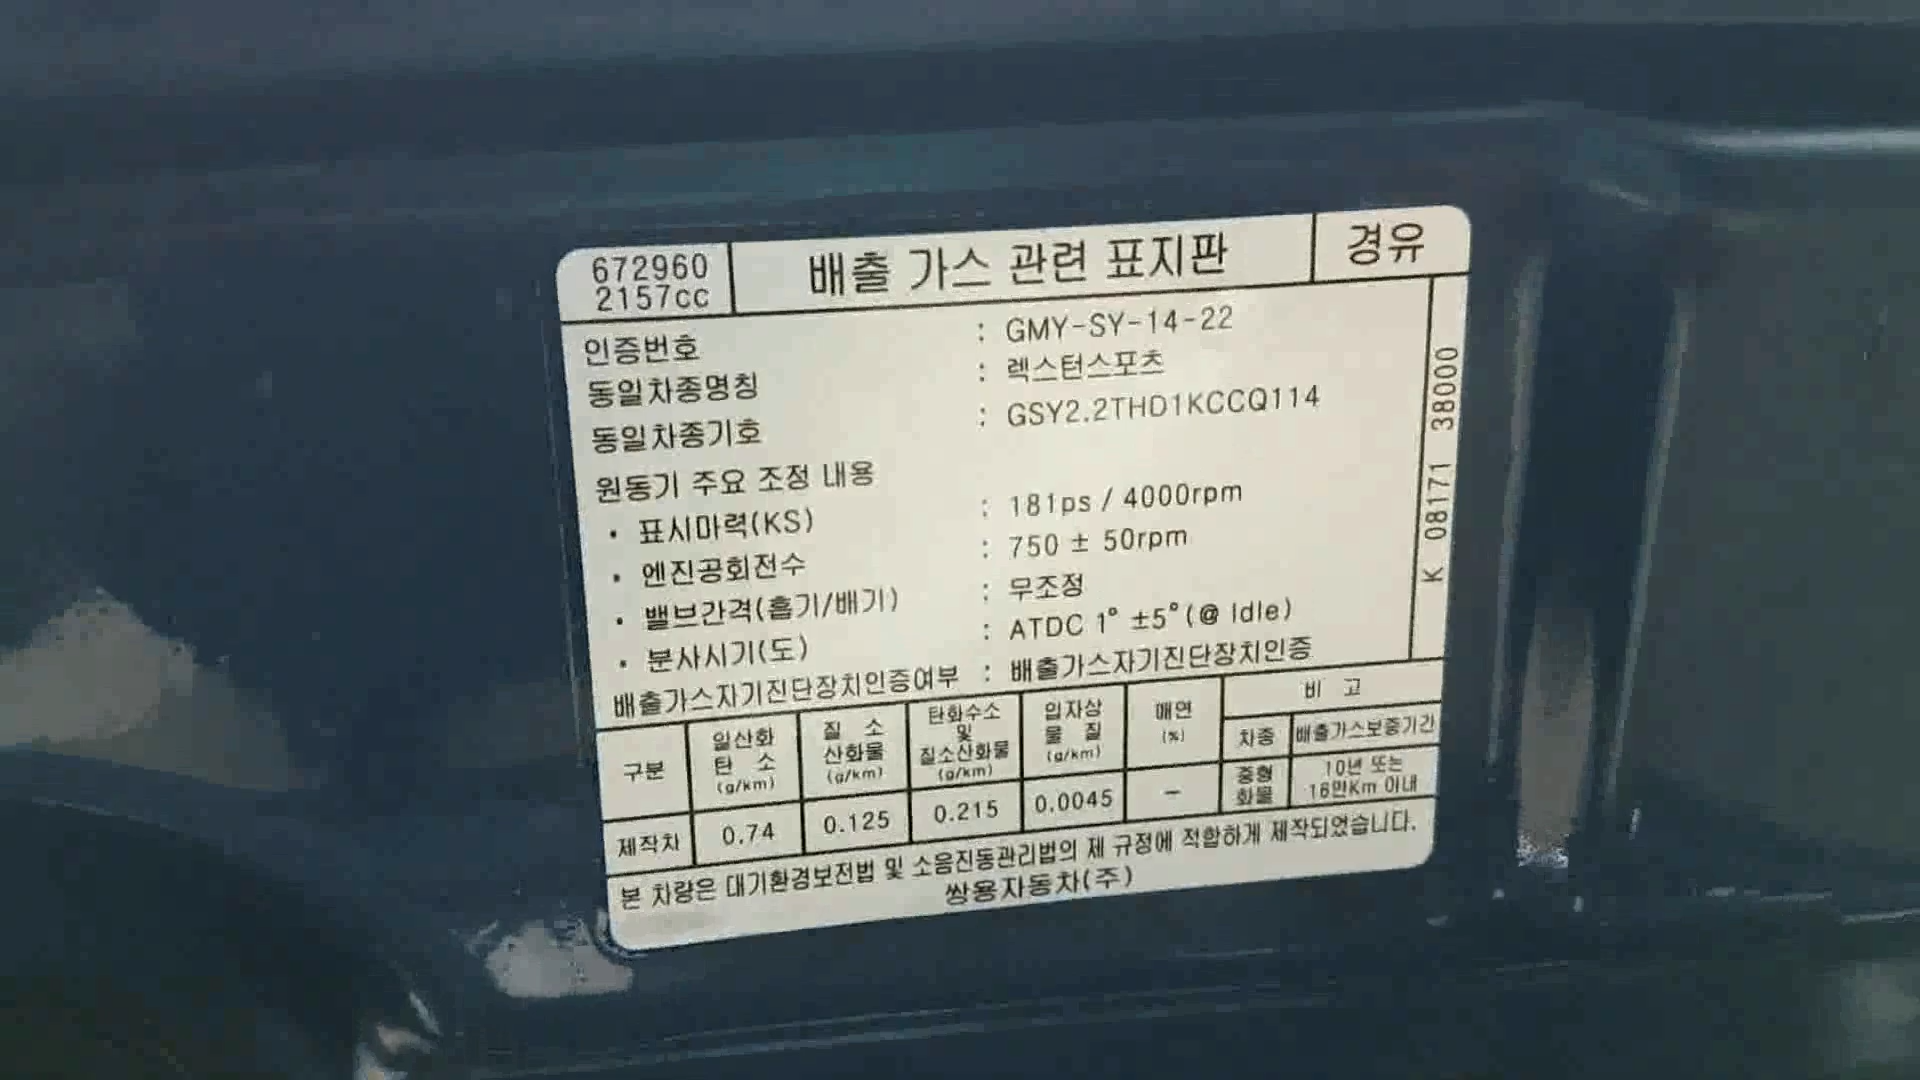 672960
2157cc
배출 가스 관련 표지판
경유
인증번호 : GMY-SY-14-22
동일차종명칭 : 렉스턴스포츠
동일차종기호 : GSY2.2THD1KCCQ114
원동기 주요 조정 내용
· 표시마력(KS) : 181ps / 4000rpm
· 엔진공회전수 : 750 ± 50rpm
· 밸브간격(흡기/배기) : 무조정
· 분사시기(도) : ATDC 1° ±5°(@ Idle)
배출가스자기진단장치인증여부 : 배출가스자기진단장치인증
K 08171 38000
구분
일산화
탄 소
(g/km)
질 소
산화물
(g/km)
탄화수소
및
질소산화물
(g/km)
입자상
물 질
(g/km)
매연
(%)
비 고
차종
배출가스보증기간
제작차
0.74
0.125
0.215
0.0045
-
중형
화물
10년 또는
16만Km 이내
본 차량은 대기환경보전법 및 소음진동관리법의 제 규정에 적합하게 제작되었습니다.
쌍용자동차(주)